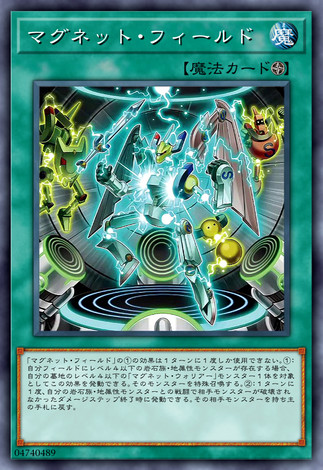 マグネット・フィールド 魔
【魔法カード】
S
S
「マグネット・フィールド」の①の効果は１ターンに１度しか使用できない。①：
自分フィールドにレベル４以下の岩石族・地属性モンスターが存在する場合、
自分の墓地のレベル４以下の「マグネット・ウォリアー」モンスター１体を対象
としてこの効果を発動できる。そのモンスターを特殊召喚する。②：１ターンに
１度、自分の岩石族・地属性モンスターとの戦闘で相手モンスターが破壊され
なかったダメージステップ終了時に発動できる。その相手モンスターを持ち主
の手札に戻す。
04740489